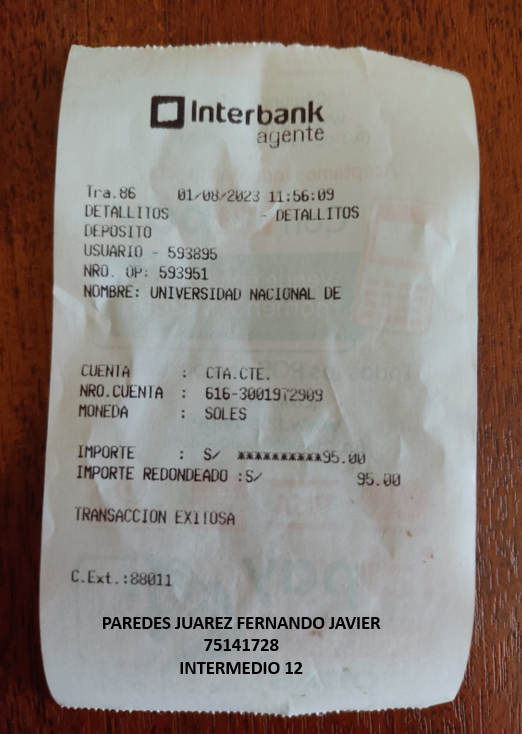 Interbank
agente
Tra.86 01/08/2023 11:56:09
DETALLITOS - DETALLITOS
DEPOSITO
USUARIO - 593895
NRO. OP: 593951
NOMBRE: UNIVERSIDAD NACIONAL DE
CUENTA : CTA.CTE.
NRO.CUENTA : 616-3001972909
MONEDA : SOLES
IMPORTE : S/ **********95.00
IMPORTE REDONDEADO :S/ 95.00
TRANSACCION EXITOSA
C.Ext.:88011
PAREDES JUAREZ FERNANDO JAVIER
75141728
INTERMEDIO 12